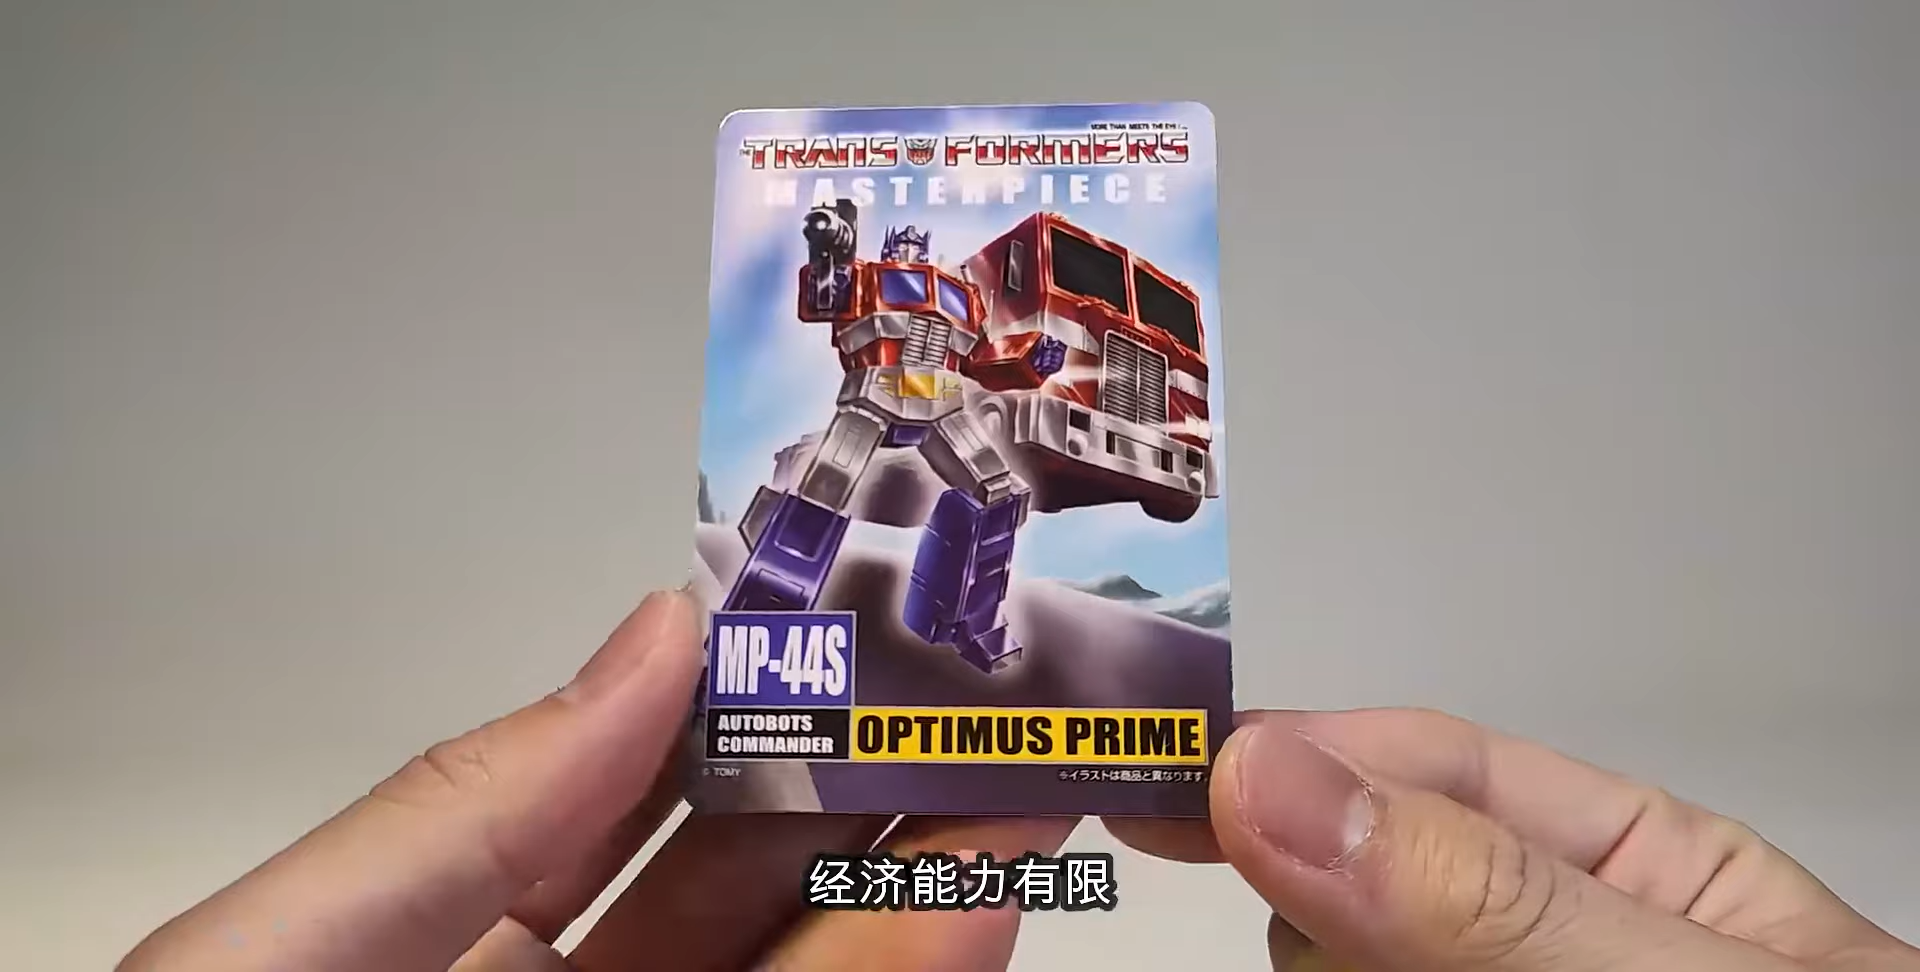 MORE THAN MEETS THE EYE!
THE TRANSFORMERS
MASTERPIECE
MP-44S
AUTOBOTS
COMMANDER
OPTIMUS PRIME
© TOMY
※イラストは商品と異なります。
经济能力有限